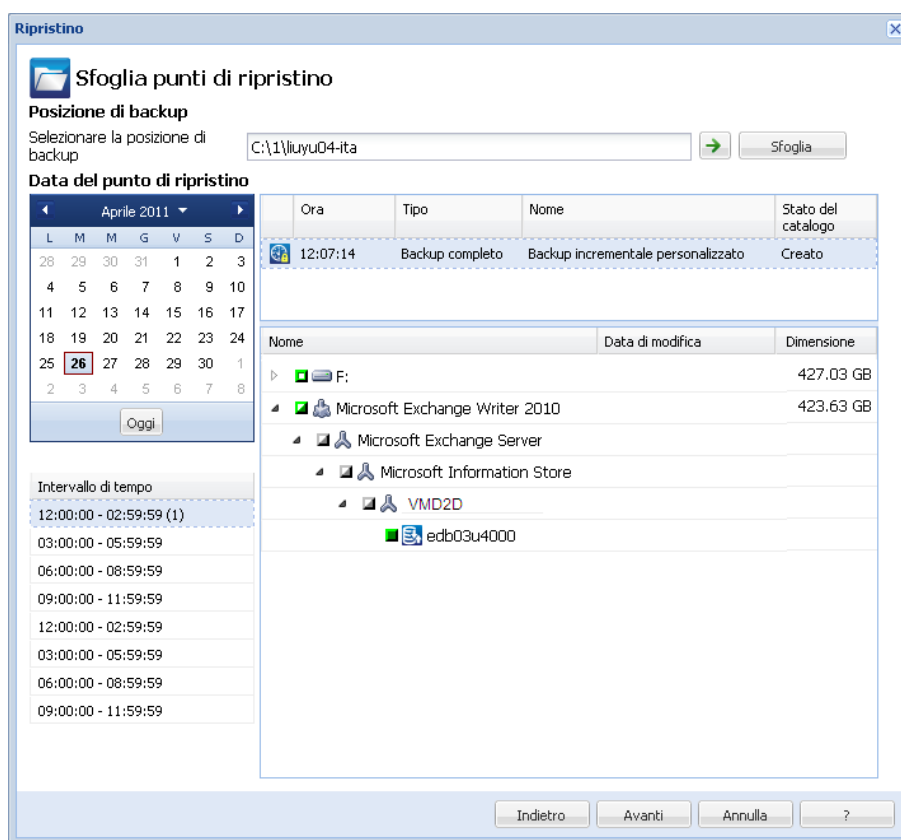 Ripristino
Sfoglia punti di ripristino
Posizione di backup
Selezionare la posizione di
backup
C:\1\liuyu04-ita
Sfoglia
Data del punto di ripristino
Aprile 2011
L M M G V S D
28 29 30 31 1 2 3
4 5 6 7 8 9 10
11 12 13 14 15 16 17
18 19 20 21 22 23 24
25 26 27 28 29 30 1
2 3 4 5 6 7 8
Oggi
Ora Tipo Nome Stato del
catalogo
12:07:14 Backup completo Backup incrementale personalizzato Creato
Nome Data di modifica Dimensione
F: 427.03 GB
Microsoft Exchange Writer 2010 423.63 GB
Microsoft Exchange Server
Microsoft Information Store
VMD2D
edb03u4000
Intervallo di tempo
12:00:00 - 02:59:59 (1)
03:00:00 - 05:59:59
06:00:00 - 08:59:59
09:00:00 - 11:59:59
12:00:00 - 02:59:59
03:00:00 - 05:59:59
06:00:00 - 08:59:59
09:00:00 - 11:59:59
Indietro Avanti Annulla ?